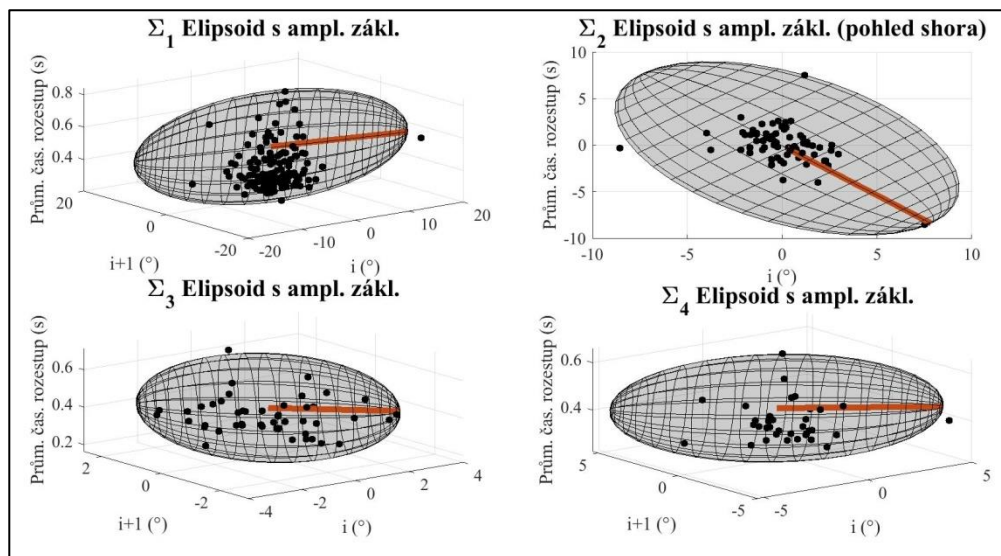 Σ1 Elipsoid s ampl. zákl.
Prům. čas. rozestup (s)
0.8
0.6
0.4
20
0
-20
i+1 (°)
-20
-10
0
10
20
i (°)
Σ2 Elipsoid s ampl. zákl. (pohled shora)
Prům. čas. rozestup (s)
10
5
0
-5
-10
-10
-5
0
5
10
i (°)
Σ3 Elipsoid s ampl. zákl.
Prům. čas. rozestup (s)
0.6
0.4
0.2
2
0
-2
i+1 (°)
-4
-2
0
2
4
i (°)
Σ4 Elipsoid s ampl. zákl.
Prům. čas. rozestup (s)
0.6
0.4
5
0
-5
i+1 (°)
-5
0
5
i (°)